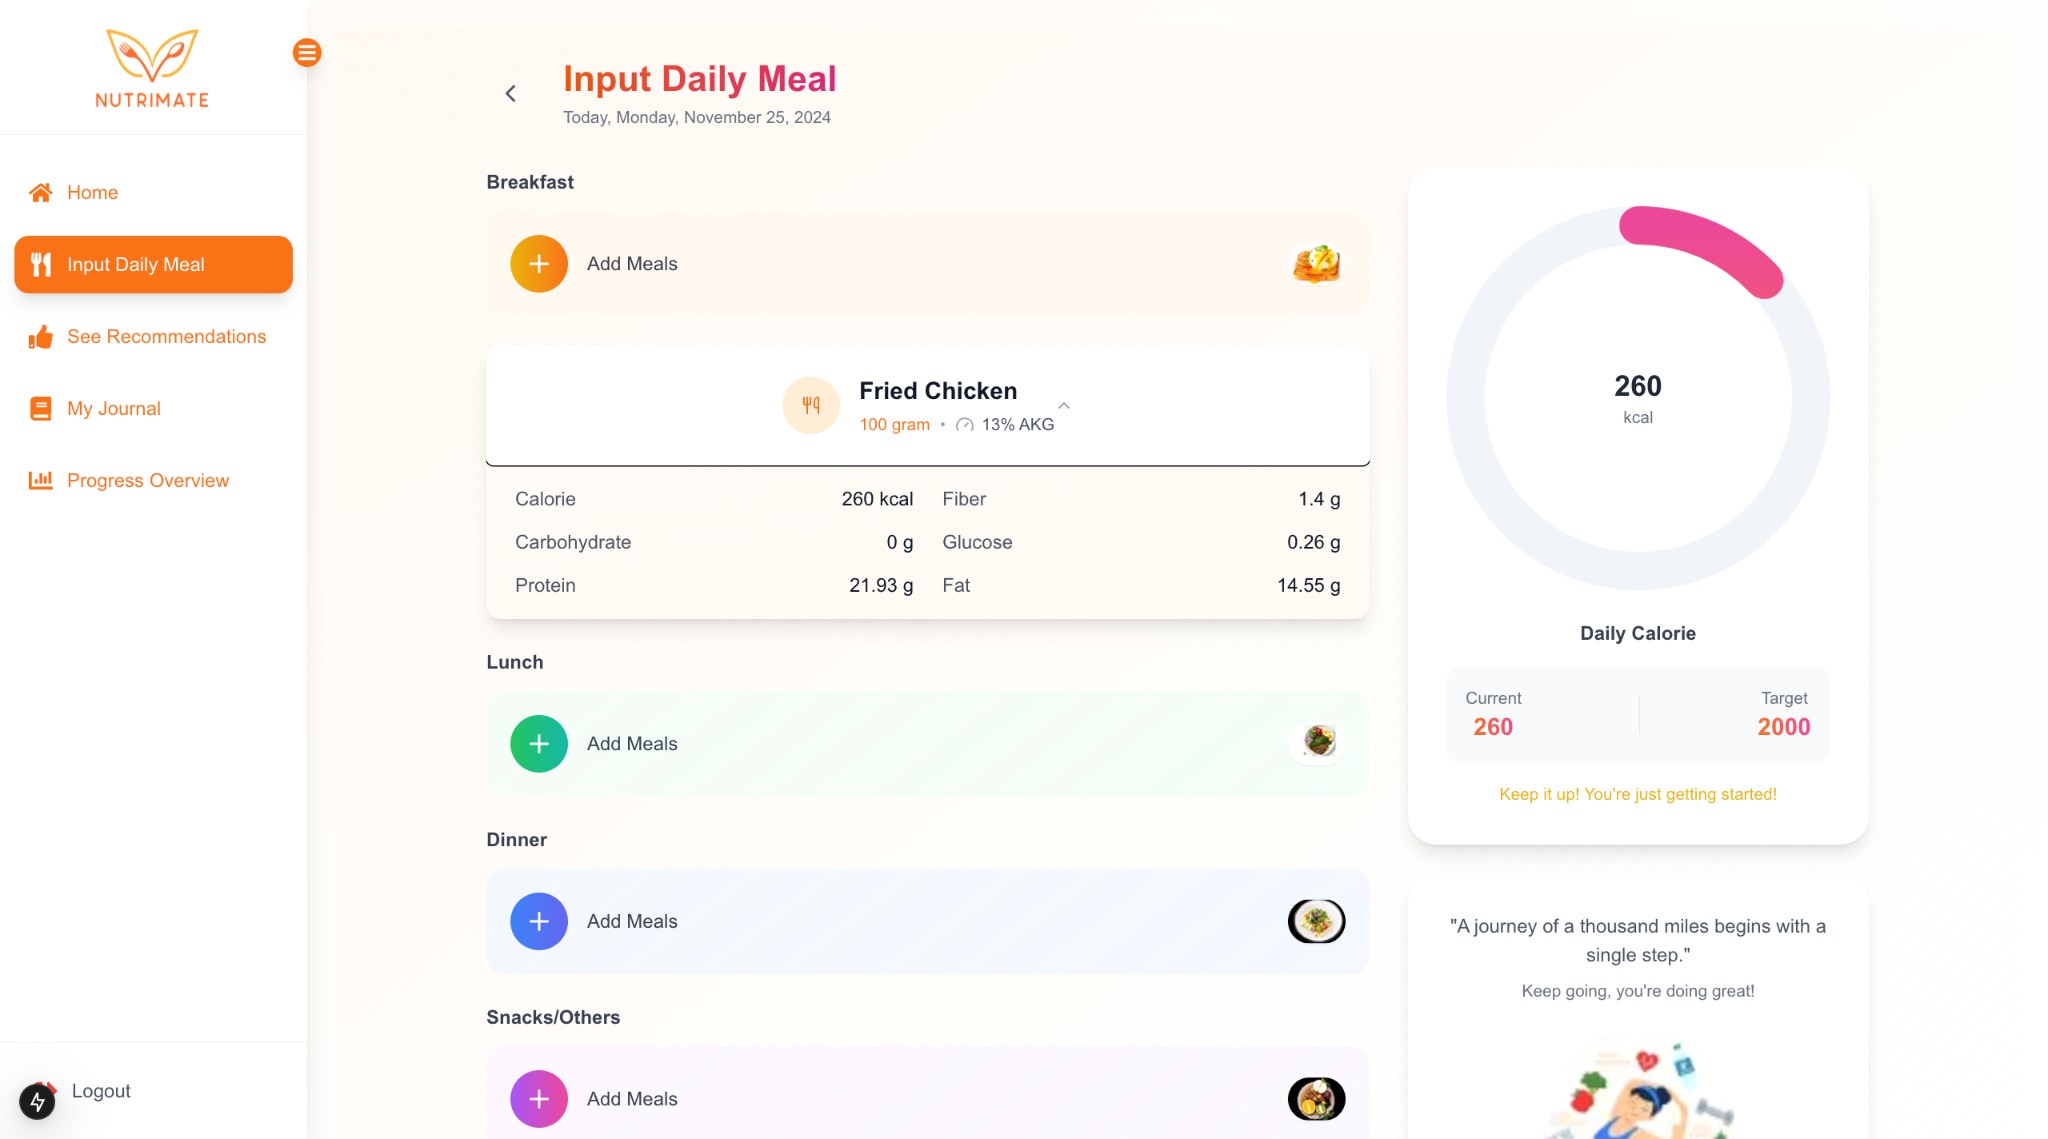 NUTRIMATE
Home
Input Daily Meal
See Recommendations
My Journal
Progress Overview
Logout
Input Daily Meal
Today, Monday, November 25, 2024
Breakfast
Add Meals
Fried Chicken
100 gram • 13% AKG
Calorie 260 kcal Fiber 1.4 g
Carbohydrate 0 g Glucose 0.26 g
Protein 21.93 g Fat 14.55 g
Lunch
Add Meals
Dinner
Add Meals
Snacks/Others
Add Meals
260
kcal
Daily Calorie
Current Target
260 2000
Keep it up! You're just getting started!
"A journey of a thousand miles begins with a
single step."
Keep going, you're doing great!